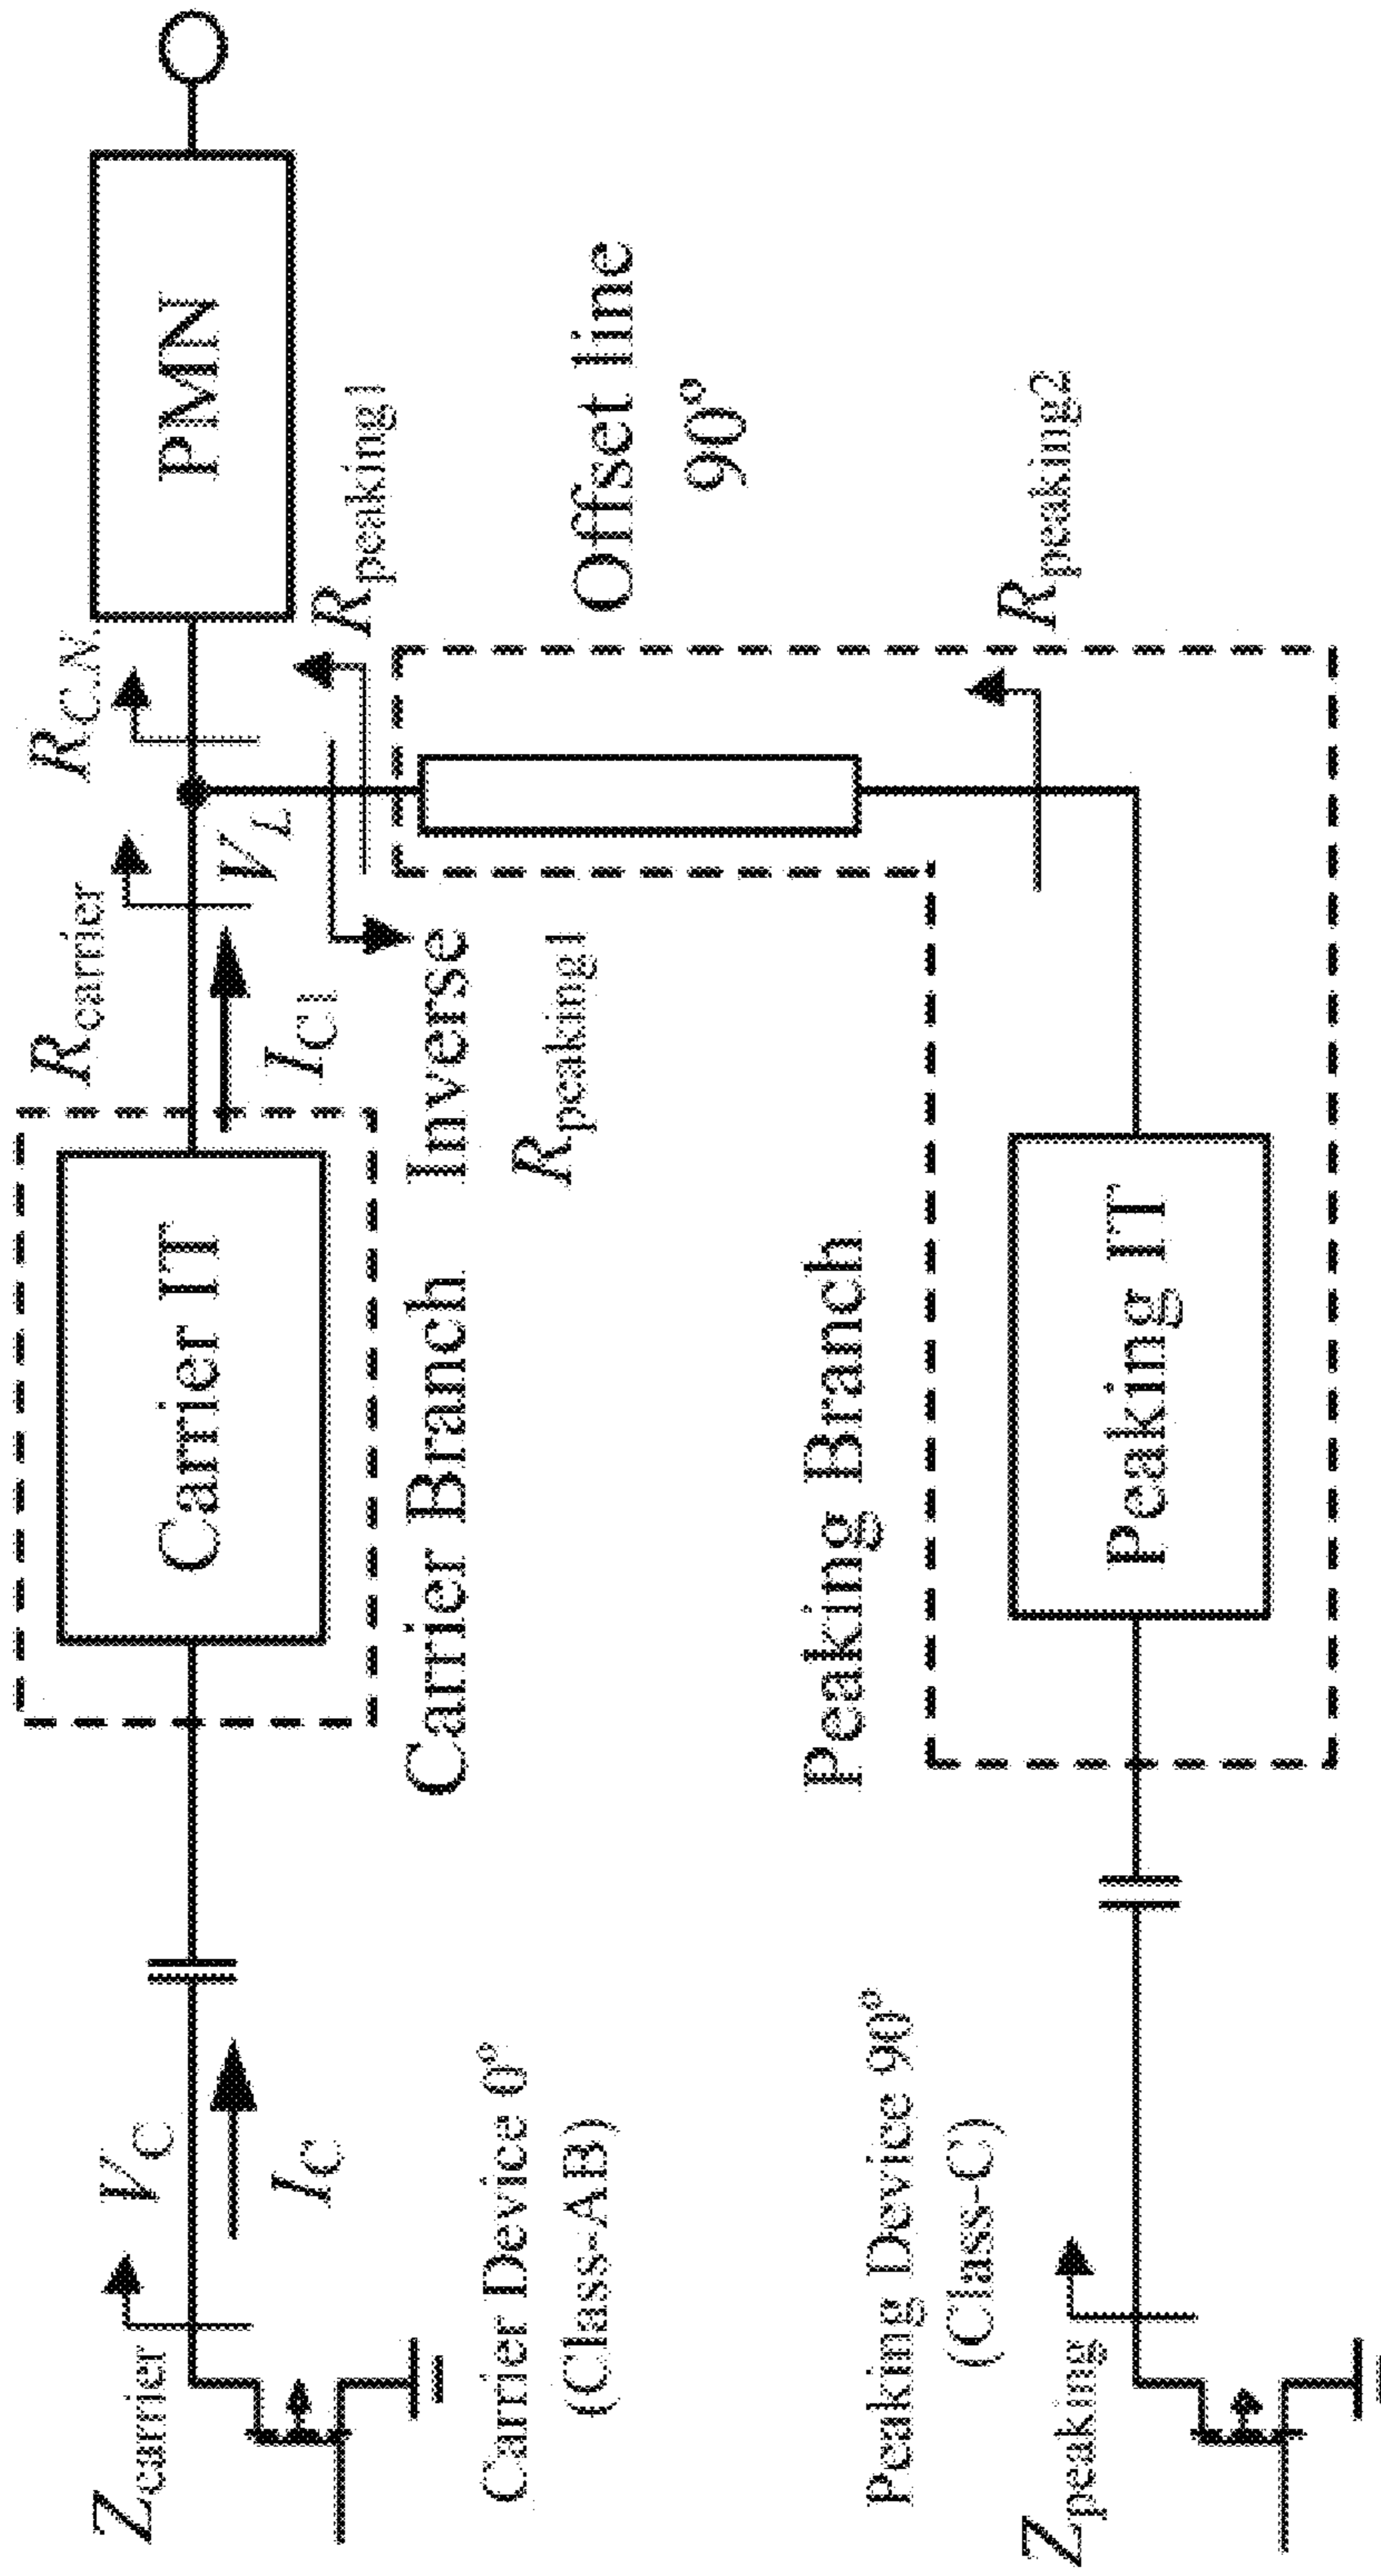 Z_carrier
V_C
I_C
Carrier Device 0°
(Class-AB)
Carrier IT
Carrier Branch
R_carrier
I_C1
V_L
R_C.N.
PMN
R_peaking1
Inverse
R_peaking1
Offset line
90°
R_peaking2
Peaking Branch
Peaking IT
Peaking Device 90°
(Class-C)
Z_peaking